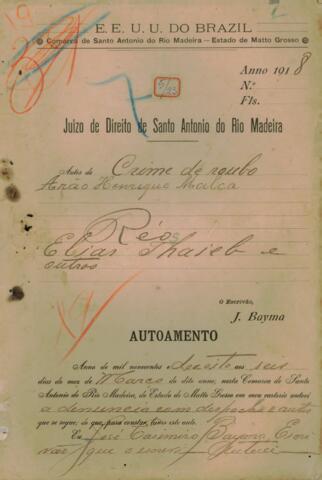 E. E. U. U. DO BRAZIL
Comarca de Santo Antonio do Rio Madeira — Estado de Matto Grosso
Anno 1918
N.º
Fls.
Juizo de Direito de Santo Antonio do Rio Madeira
Autos de Crime de roubo
Arão Henrique Malca
Réos
Elias Thaieb e
outros
O Escrivão,
J. Bayma
AUTOAMENTO
Anno de mil novecentos e Dezoito aos seis
dias do mez de Março do dito anno; nesta Comarca de Santo
Antonio do Rio Madeira, do Estado de Matto Grosso em meu cartorio autuei
a denuncia com despacho e autos
que se segue; do que, para constar, faltos este auto.
Eu José Casimiro Bayma, Escri
vão, que o escrevi